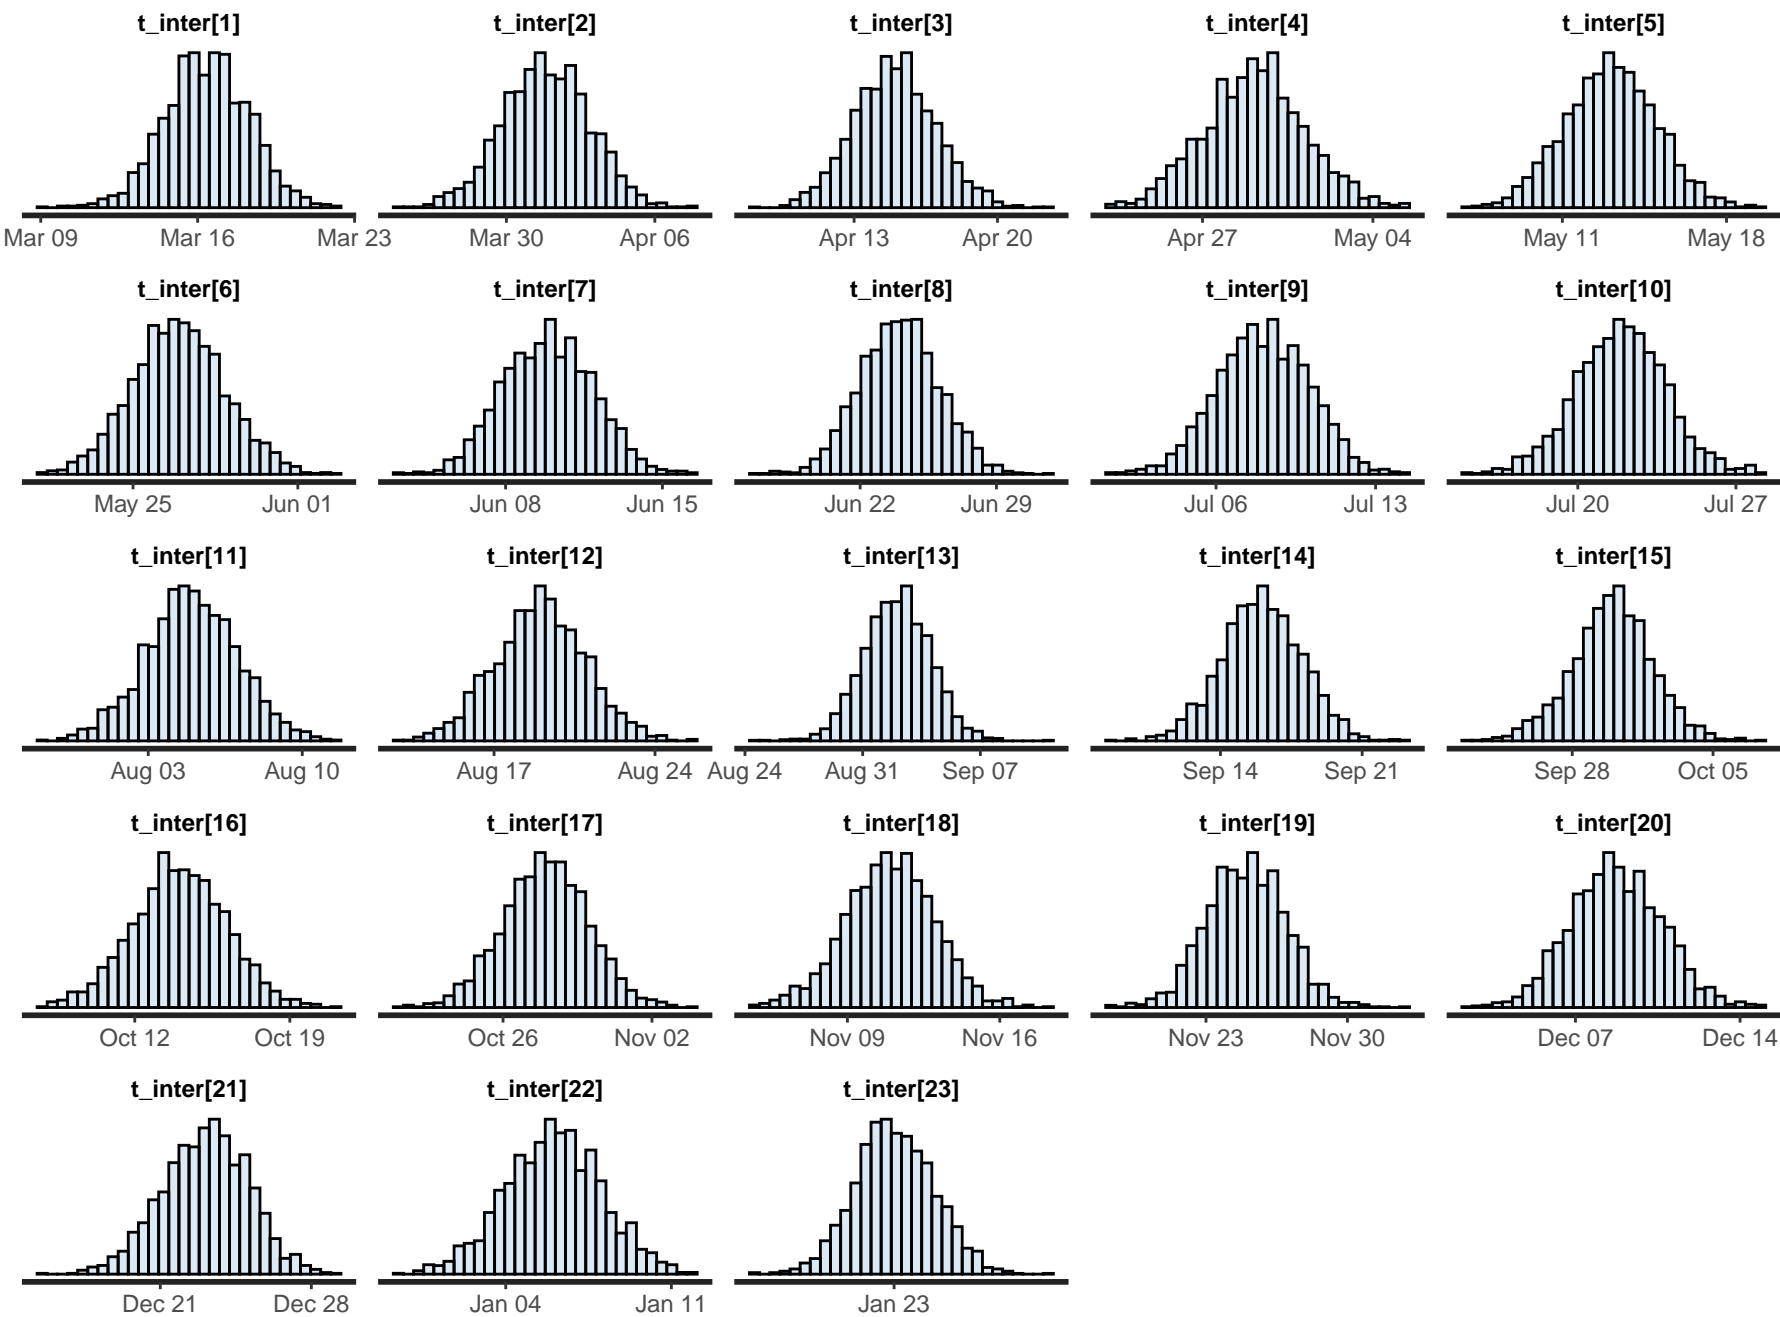 t_inter[1] t_inter[2] t_inter[3] t_inter[4] t_inter[5]
Mar 09 Mar 16 Mar 23 Mar 30 Apr 06 Apr 13 Apr 20 Apr 27 May 04 May 11 May 18
t_inter[6] t_inter[7] t_inter[8] t_inter[9] t_inter[10]
May 25 Jun 01 Jun 08 Jun 15 Jun 22 Jun 29 Jul 06 Jul 13 Jul 20 Jul 27
t_inter[11] t_inter[12] t_inter[13] t_inter[14] t_inter[15]
Aug 03 Aug 10 Aug 17 Aug 24 Aug 24 Aug 31 Sep 07 Sep 14 Sep 21 Sep 28 Oct 05
t_inter[16] t_inter[17] t_inter[18] t_inter[19] t_inter[20]
Oct 12 Oct 19 Oct 26 Nov 02 Nov 09 Nov 16 Nov 23 Nov 30 Dec 07 Dec 14
t_inter[21] t_inter[22] t_inter[23]
Dec 21 Dec 28 Jan 04 Jan 11 Jan 23